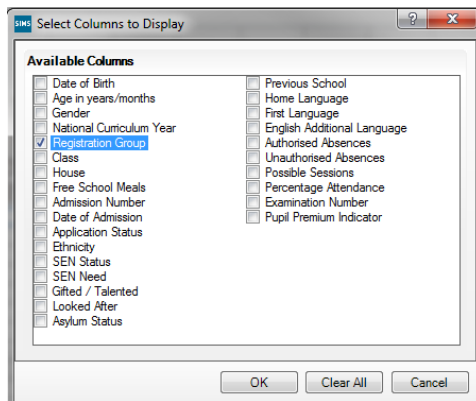 SIMS Select Columns to Display
Available Columns
Date of Birth
Age in years/months
Gender
National Curriculum Year
Registration Group
Class
House
Free School Meals
Admission Number
Date of Admission
Application Status
Ethnicity
SEN Status
SEN Need
Gifted / Talented
Looked After
Asylum Status
Previous School
Home Language
First Language
English Additional Language
Authorised Absences
Unauthorised Absences
Possible Sessions
Percentage Attendance
Examination Number
Pupil Premium Indicator
OK Clear All Cancel